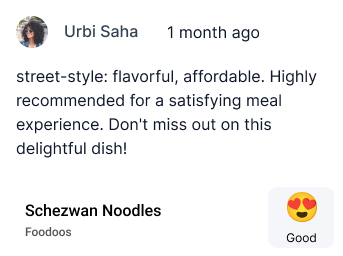 Urbi Saha 1 month ago
street-style: flavorful, affordable. Highly
recommended for a satisfying meal
experience. Don't miss out on this
delightful dish!
Schezwan Noodles
Foodoos
Good